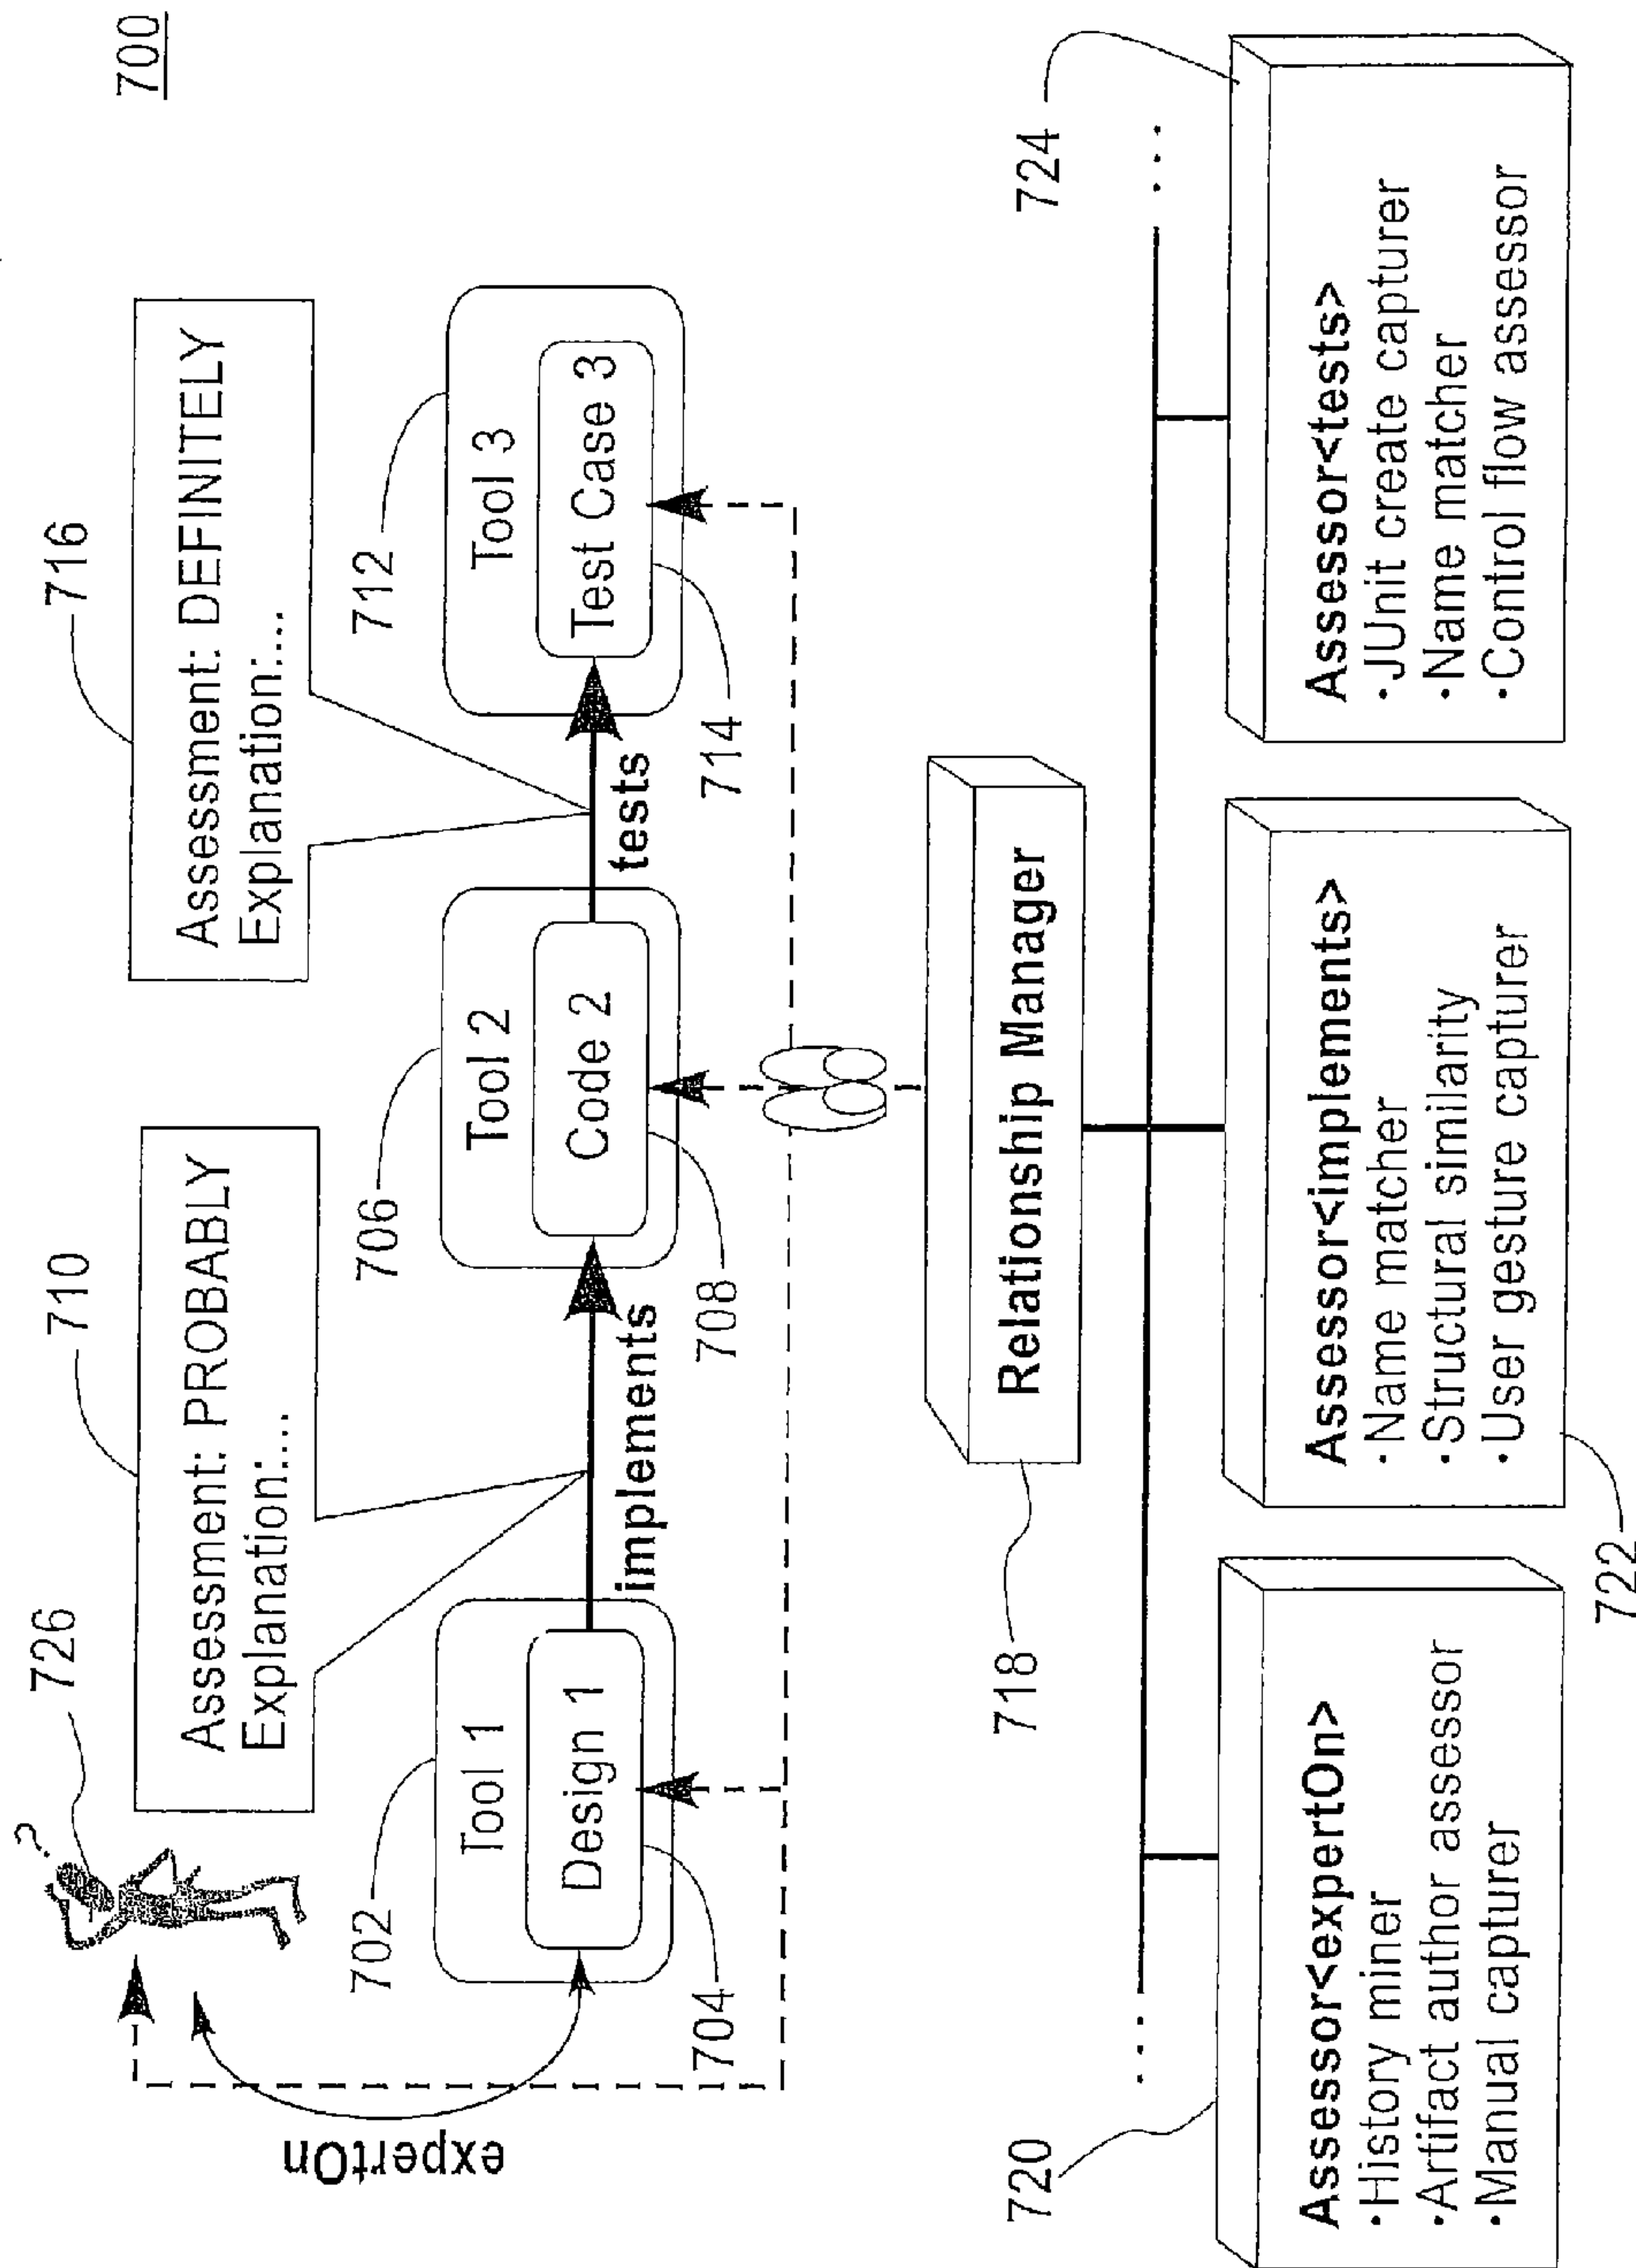 700
726
710
716
Assessment: PROBABLY
Explanation:...
Assessment: DEFINITELY
Explanation:...
702
706
712
Tool 1
Tool 2
Tool 3
Design 1
Code 2
Test Case 3
?
expertOn
implements
tests
704
708
714
718
Relationship Manager
720
724
...
...
Assessor<expertOn>
•History miner
•Artifact author assessor
•Manual capturer
Assessor<implements>
•Name matcher
•Structural similarity
•User gesture capturer
Assessor<tests>
•JUnit create capturer
•Name matcher
•Control flow assessor
722